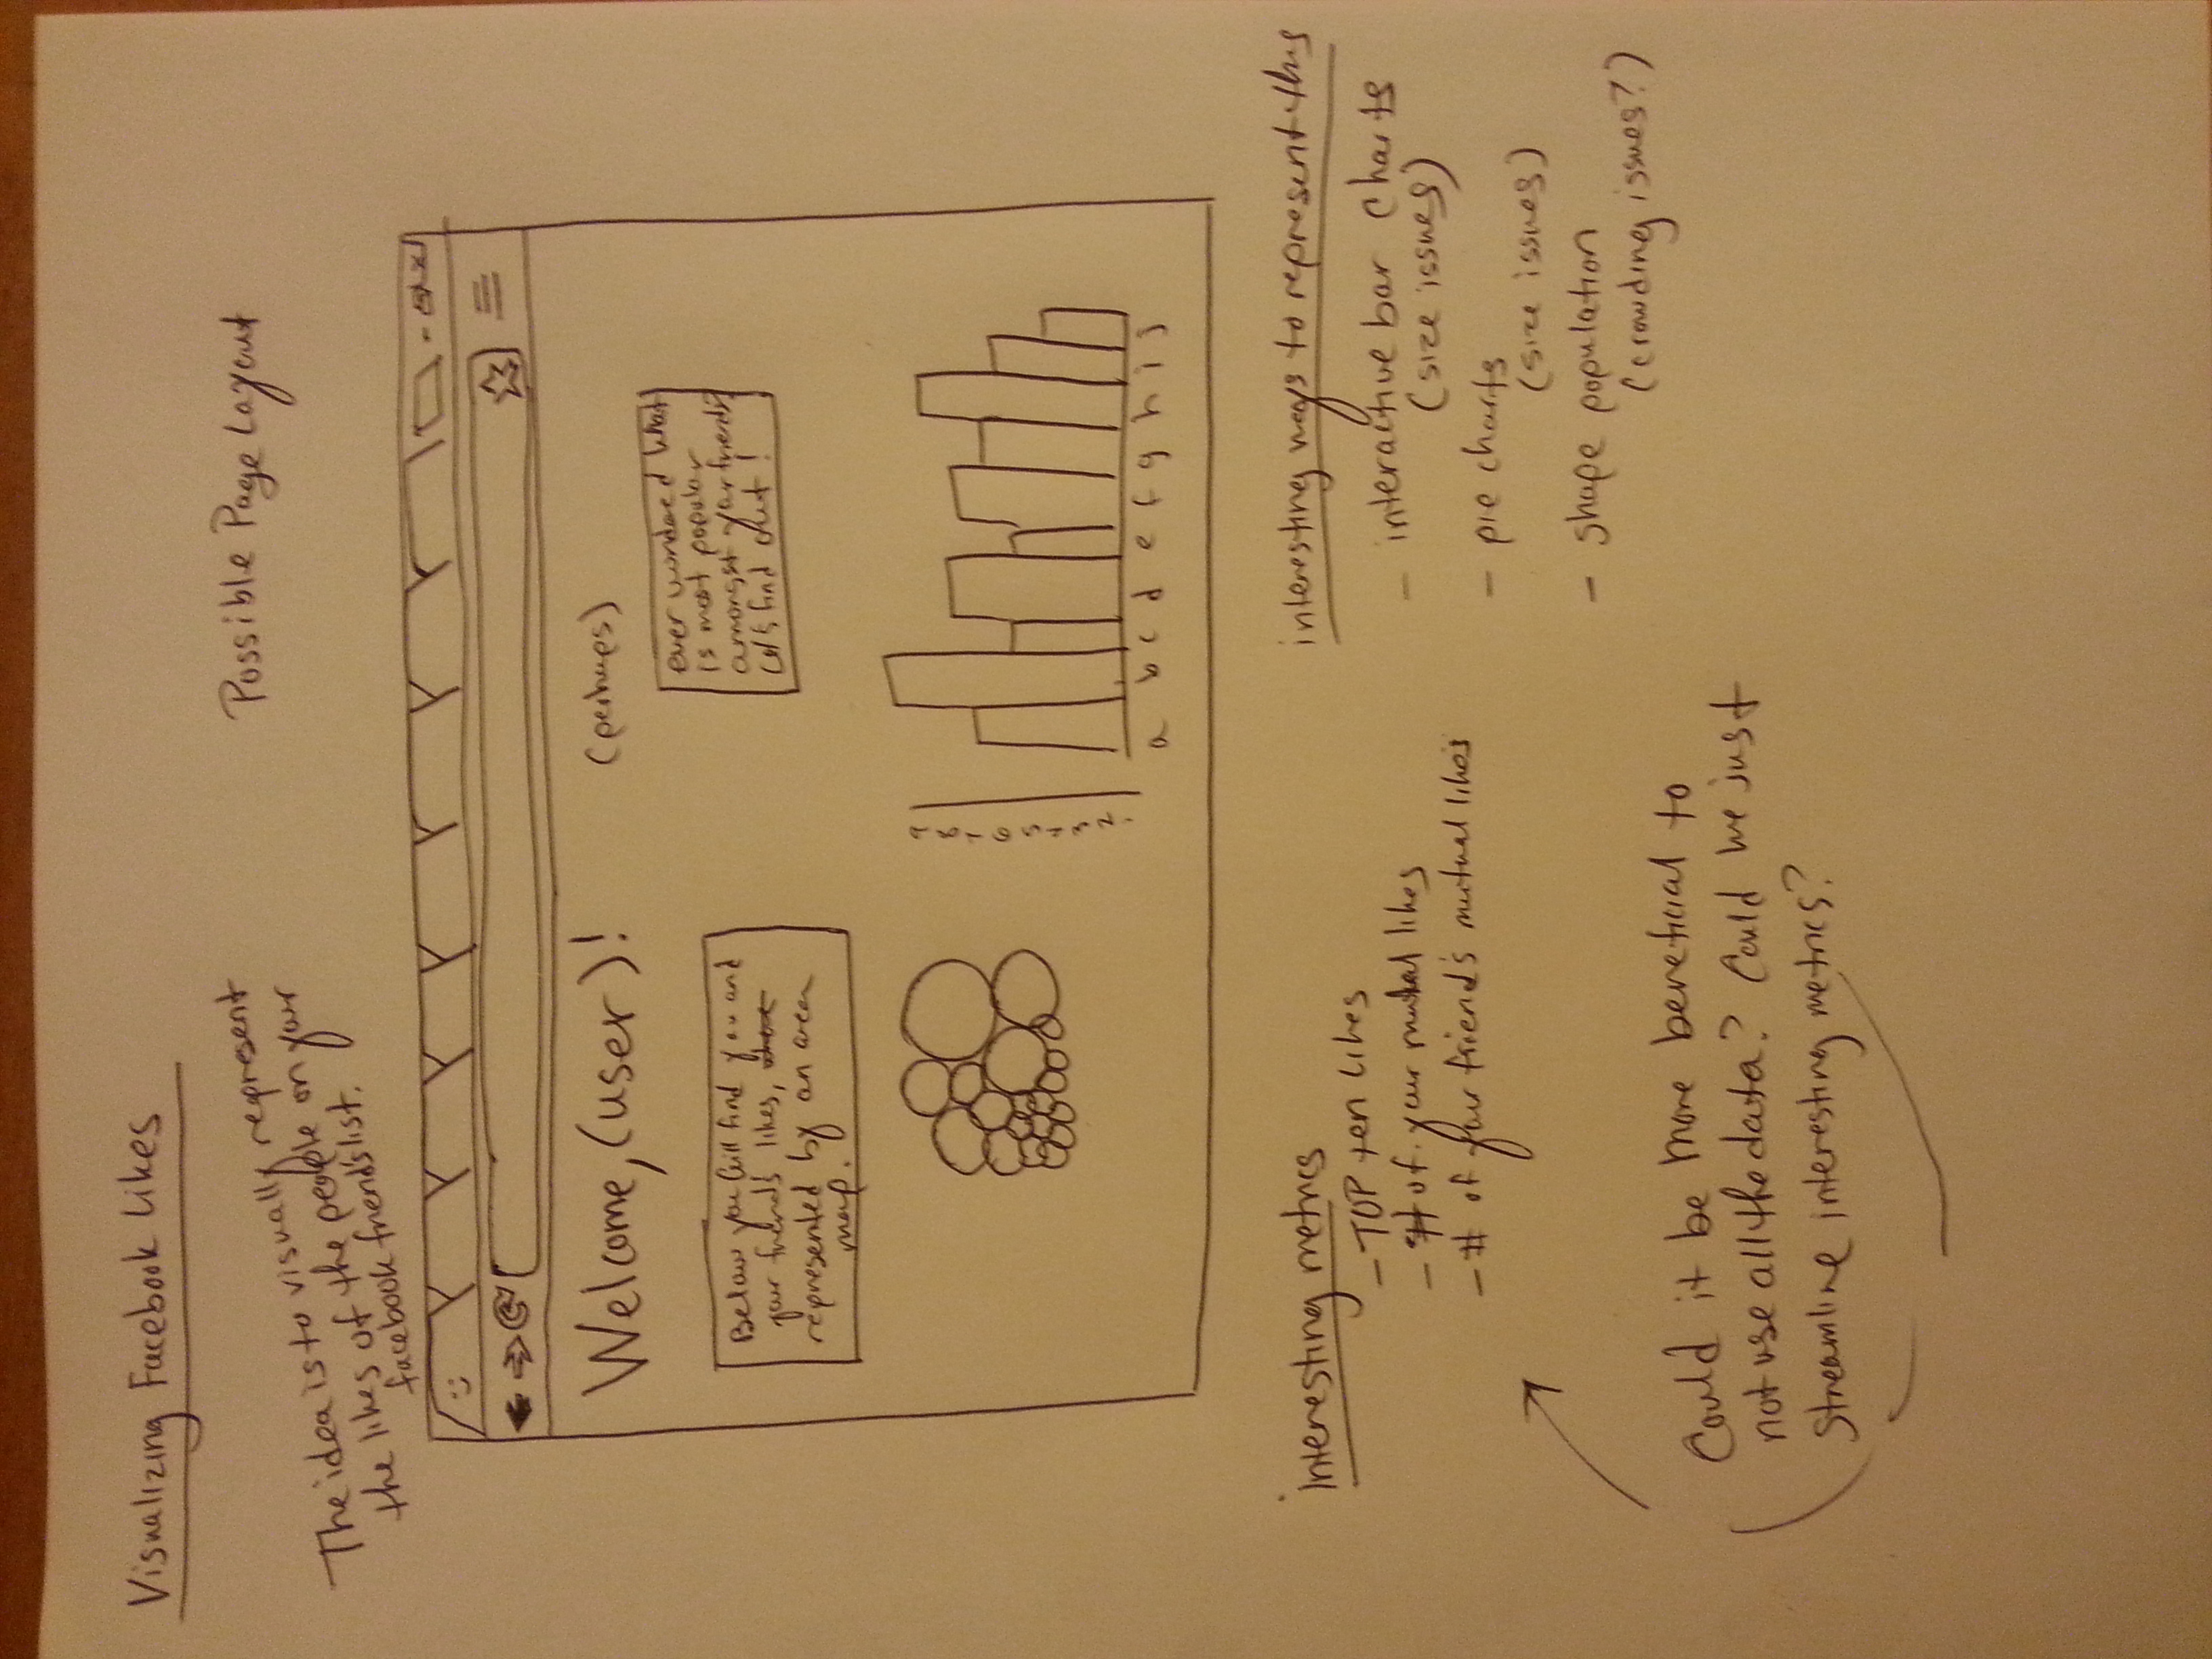 Visualizing Facebook Likes
The idea is to visually represent
the likes of the people on your
facebook friend's list.
Possible Page Layout
Welcome, (user)!
(perhaps)
Below you will find you and
your friend's likes,
represented by an area
map.
ever wondered what
is most popular
amongst your friends?
Let's find out!
9
8
7
6
5
4
3
2
a b c d e f g h i j
interesting metrics
- TOP ten likes
- # of your mutual likes
- # of your friend's mutual likes
interesting ways to represent this
- interactive bar charts
(size issues)
- pie charts
(size issues)
- shape population
(crowding issues?)
Could it be more beneficial to
not use all the data? Could we just
streamline interesting metrics?